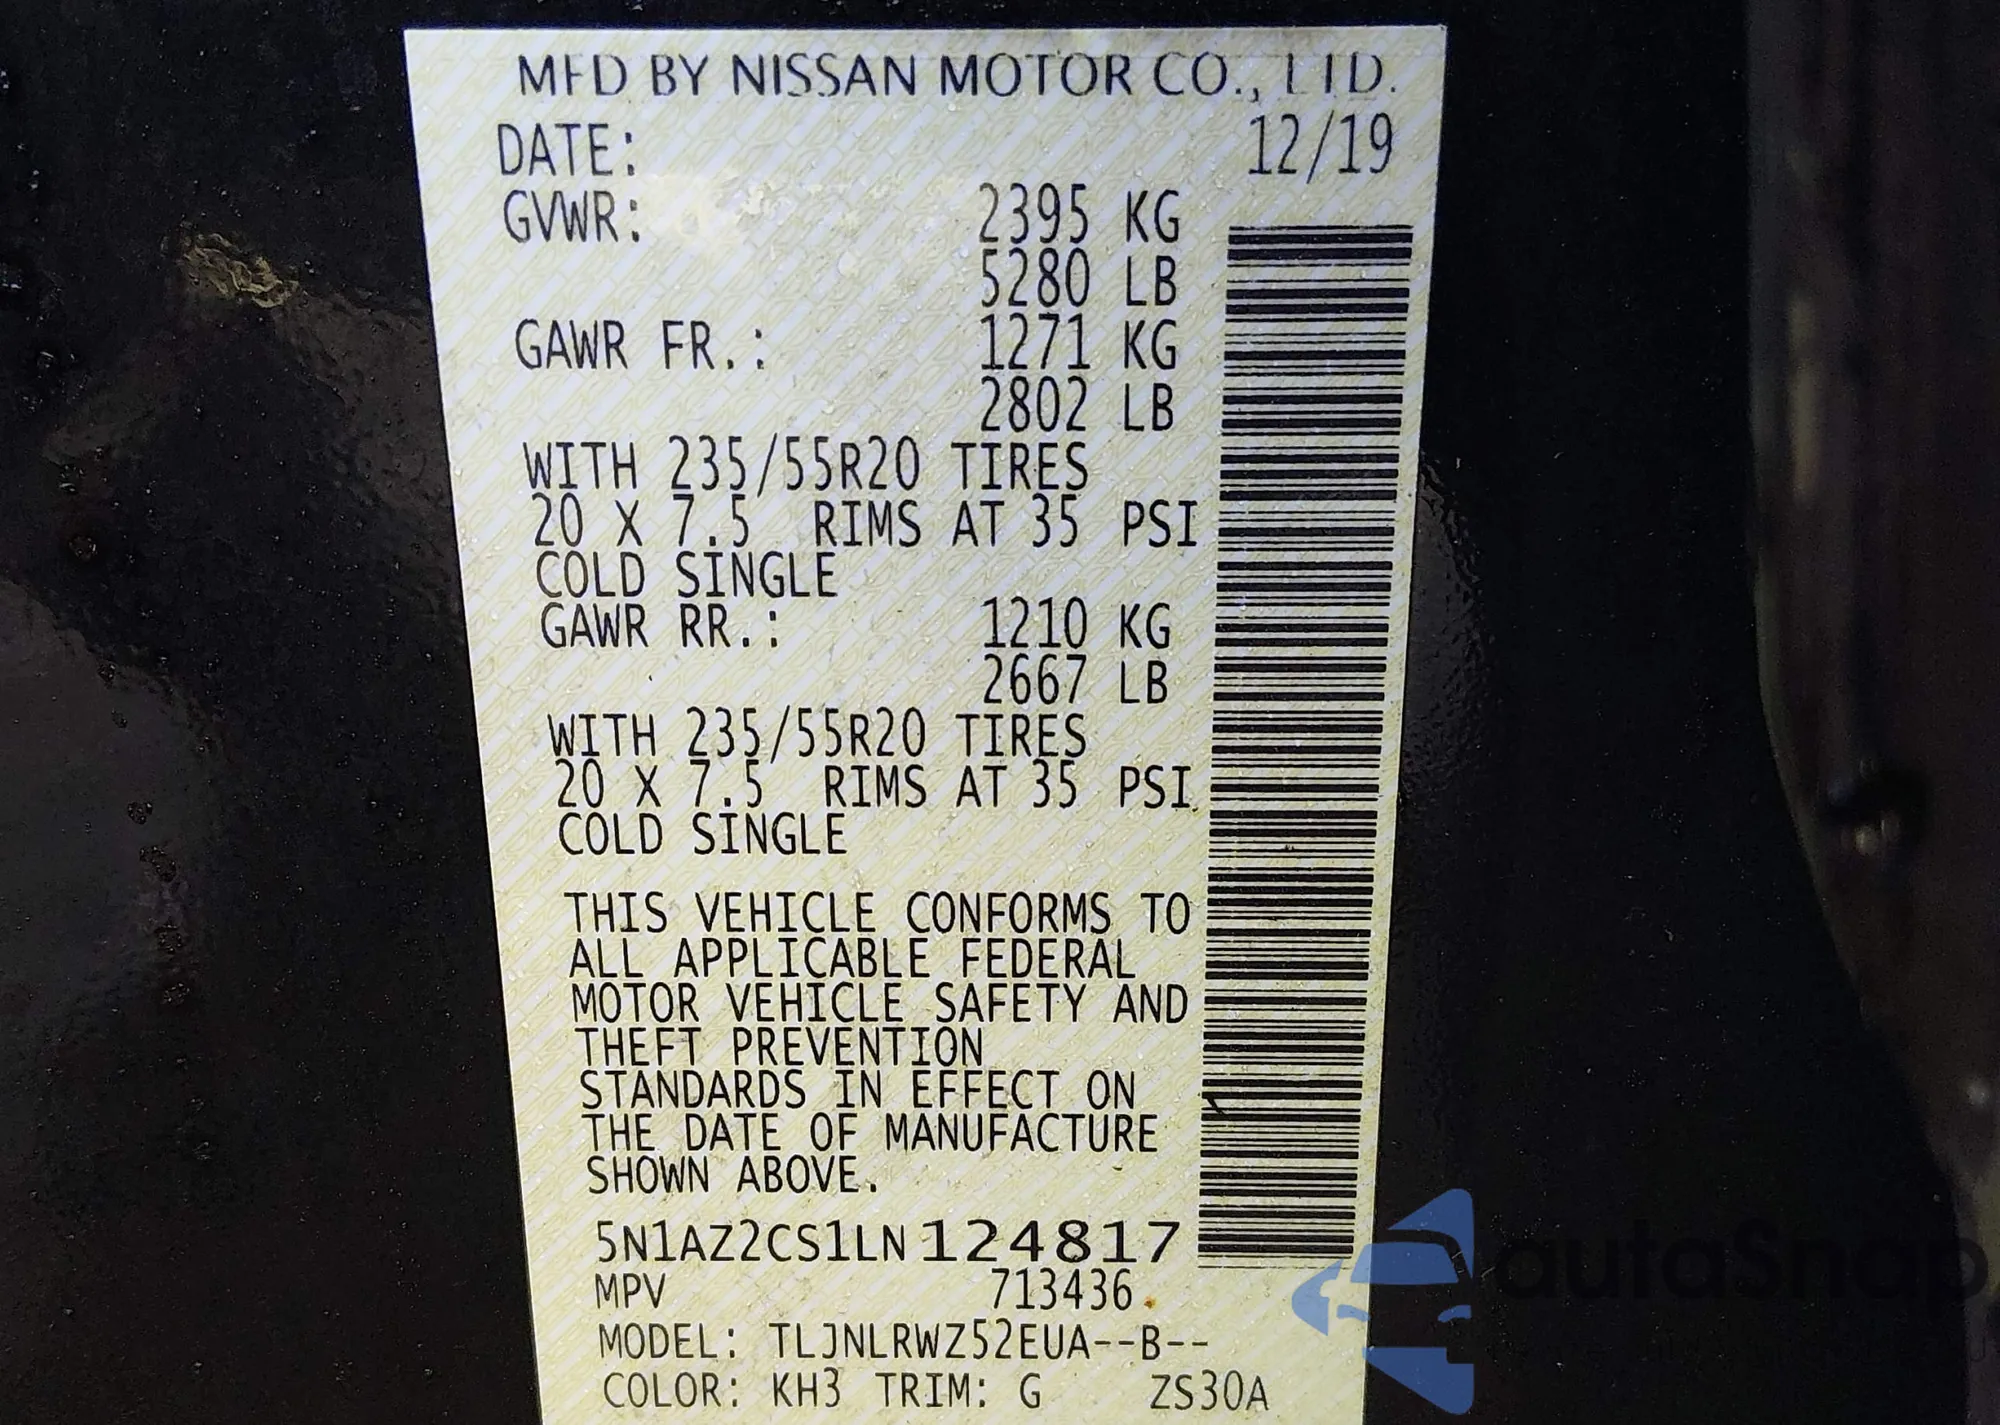 MFD BY NISSAN MOTOR CO., LTD.
DATE: 12/19
GVWR: 2395 KG
5280 LB
GAWR FR.: 1271 KG
2802 LB
WITH 235/55R20 TIRES
20 X 7.5 RIMS AT 35 PSI
COLD SINGLE
GAWR RR.: 1210 KG
2667 LB
WITH 235/55R20 TIRES
20 X 7.5 RIMS AT 35 PSI
COLD SINGLE
THIS VEHICLE CONFORMS TO
ALL APPLICABLE FEDERAL
MOTOR VEHICLE SAFETY AND
THEFT PREVENTION
STANDARDS IN EFFECT ON
THE DATE OF MANUFACTURE
SHOWN ABOVE.
5N1AZ2CS1LN124817
MPV 713436
MODEL: TLJNLRWZ52EUA--B--
COLOR: KH3 TRIM: G ZS30A
autaSnap